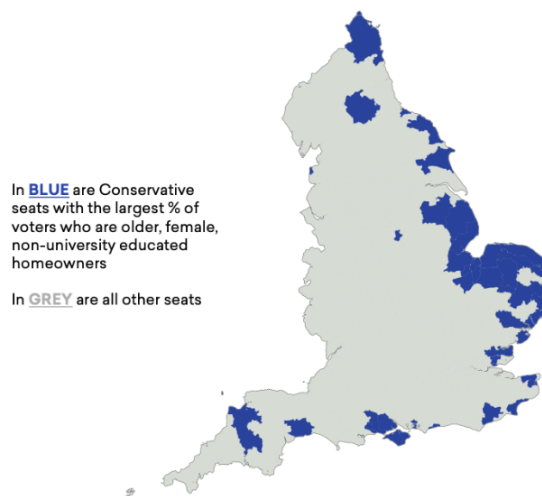 In BLUE are Conservative
seats with the largest % of
voters who are older, female,
non-university educated
homeowners
In GREY are all other seats